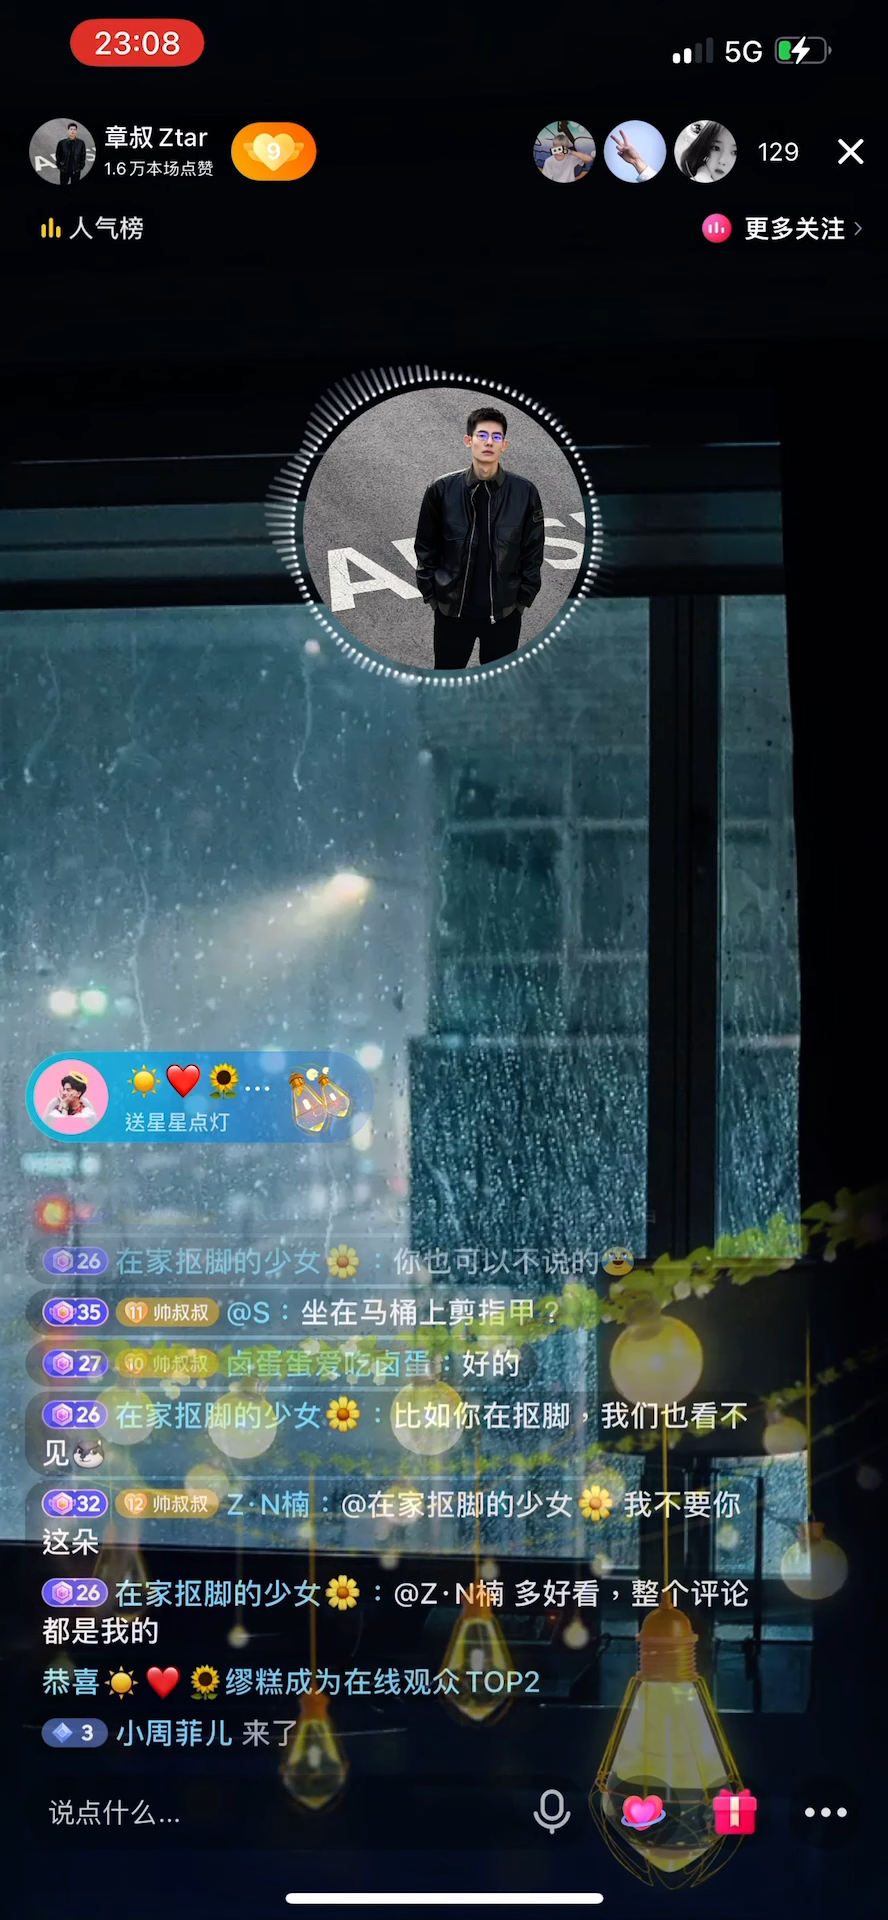 23:08
5G
章叔 Ztar
1.6万本场点赞
9
129
人气榜
更多关注
送星星点灯
26 在家抠脚的少女🌼：你也可以不说的
35 11 帅叔叔 @S：坐在马桶上剪指甲？
27 10 帅叔叔 卤蛋蛋爱吃卤蛋：好的
26 在家抠脚的少女🌼：比如你在抠脚，我们也看不
见
32 12 帅叔叔 Z·N楠：@在家抠脚的少女🌼 我不要你
这朵
26 在家抠脚的少女🌼：@Z·N楠 多好看，整个评论
都是我的
恭喜☀️❤️🌻缪糕成为在线观众TOP2
3 小周菲儿 来了
说点什么...